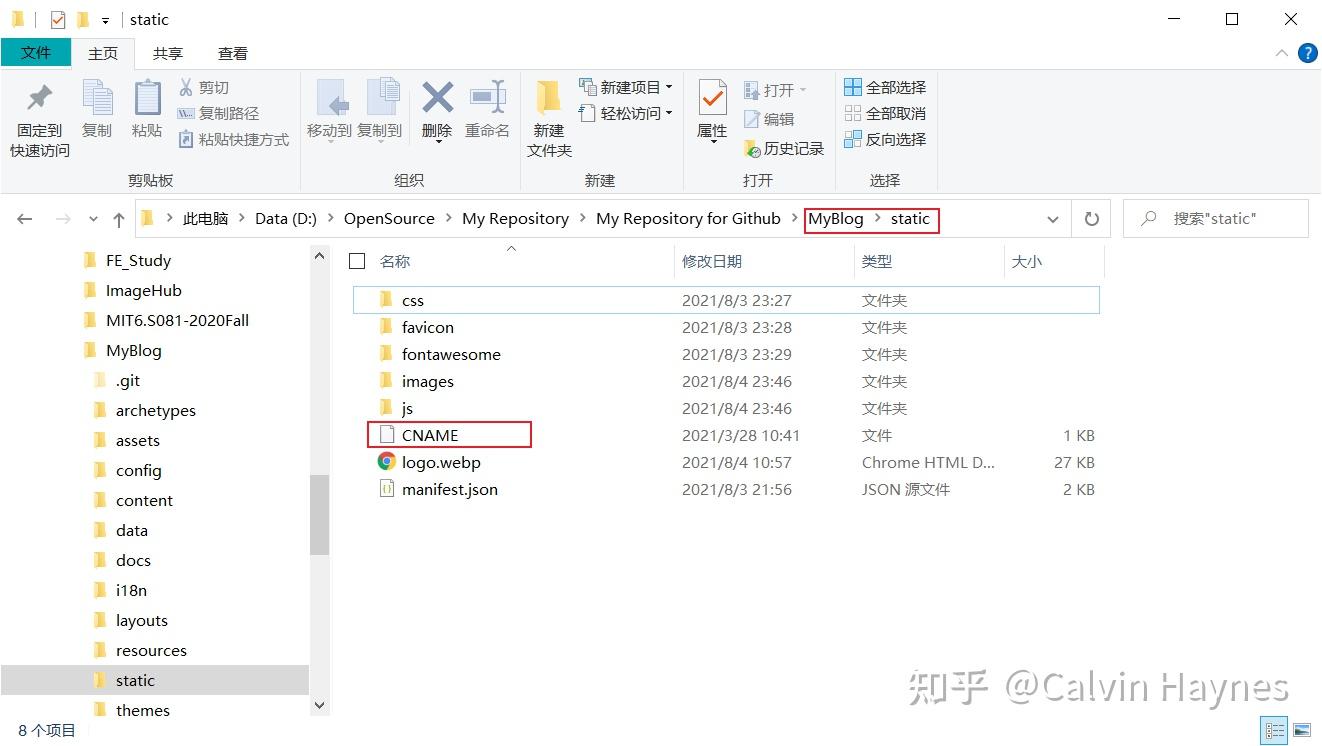 static
文件 主页 共享 查看
固定到
快速访问
复制
粘贴
剪切
复制路径
粘贴快捷方式
剪贴板
移动到 复制到 删除 重命名
组织
新建
文件夹
新建项目
轻松访问
新建
属性
打开
编辑
历史记录
打开
全部选择
全部取消
反向选择
选择
此电脑 Data (D:) OpenSource My Repository My Repository for Github MyBlog static
搜索"static"
FE_Study
ImageHub
MIT6.S081-2020Fall
MyBlog
.git
archetypes
assets
config
content
data
docs
i18n
layouts
resources
static
themes
名称 修改日期 类型 大小
css 2021/8/3 23:27 文件夹
favicon 2021/8/3 23:28 文件夹
fontawesome 2021/8/3 23:29 文件夹
images 2021/8/4 23:46 文件夹
js 2021/8/4 23:46 文件夹
CNAME 2021/3/28 10:41 文件 1 KB
logo.webp 2021/8/4 10:57 Chrome HTML D... 27 KB
manifest.json 2021/8/3 21:56 JSON 源文件 2 KB
知乎 @Calvin Haynes
8 个项目